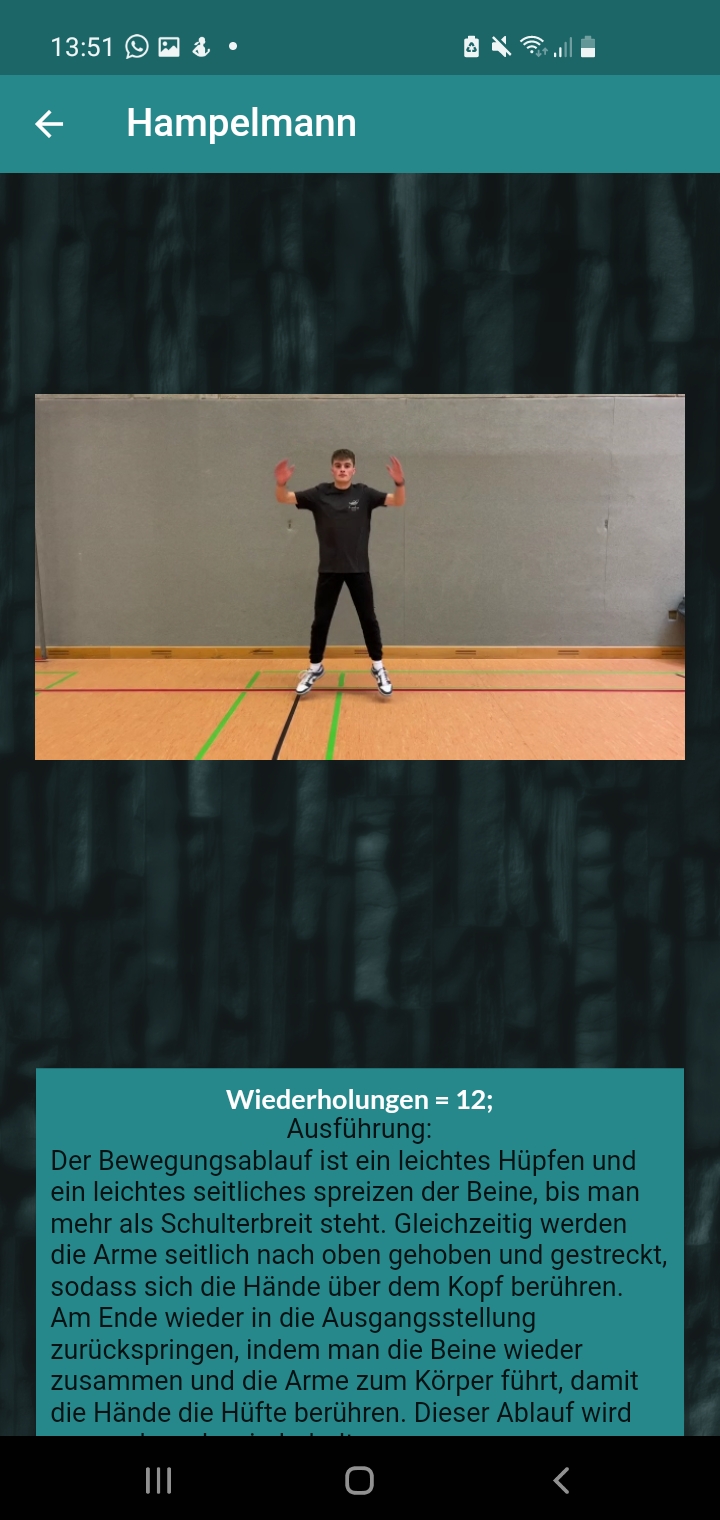 13:51
Hampelmann
Wiederholungen = 12;
Ausführung:
Der Bewegungsablauf ist ein leichtes Hüpfen und
ein leichtes seitliches spreizen der Beine, bis man
mehr als Schulterbreit steht. Gleichzeitig werden
die Arme seitlich nach oben gehoben und gestreckt,
sodass sich die Hände über dem Kopf berühren.
Am Ende wieder in die Ausgangsstellung
zurückspringen, indem man die Beine wieder
zusammen und die Arme zum Körper führt, damit
die Hände die Hüfte berühren. Dieser Ablauf wird